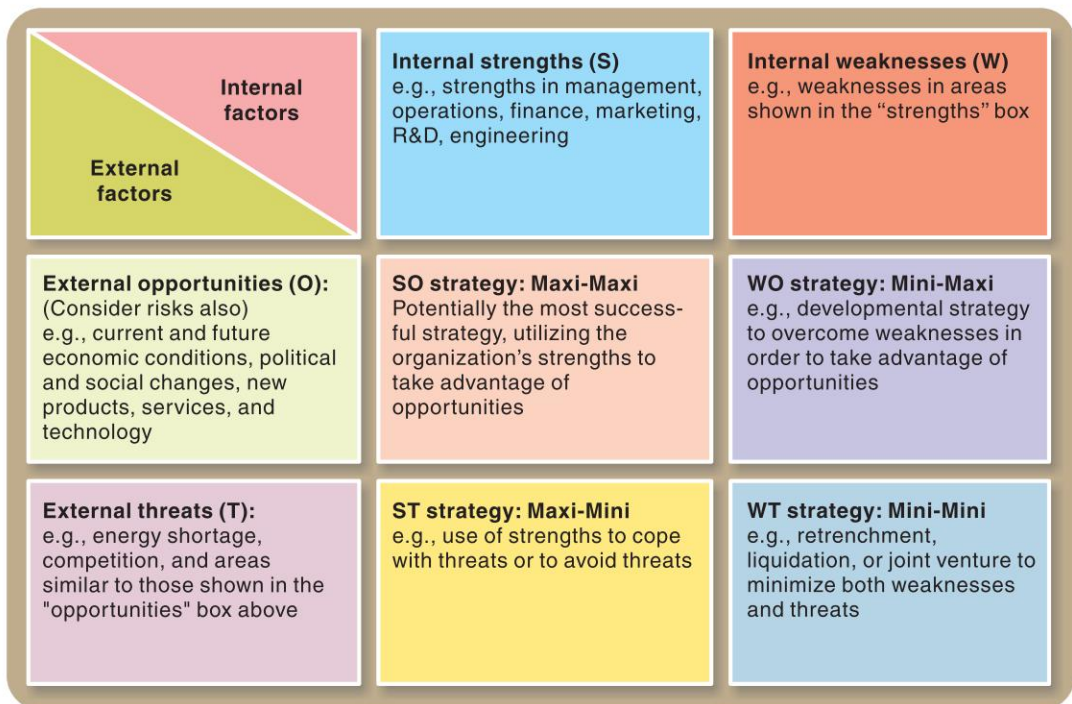 Internal
factors
External
factors
Internal strengths (S)
e.g., strengths in management,
operations, finance, marketing,
R&D, engineering
Internal weaknesses (W)
e.g., weaknesses in areas
shown in the “strengths” box
External opportunities (O):
(Consider risks also)
e.g., current and future
economic conditions, political
and social changes, new
products, services, and
technology
SO strategy: Maxi-Maxi
Potentially the most success-
ful strategy, utilizing the
organization’s strengths to
take advantage of
opportunities
WO strategy: Mini-Maxi
e.g., developmental strategy
to overcome weaknesses in
order to take advantage of
opportunities
External threats (T):
e.g., energy shortage,
competition, and areas
similar to those shown in the
"opportunities" box above
ST strategy: Maxi-Mini
e.g., use of strengths to cope
with threats or to avoid threats
WT strategy: Mini-Mini
e.g., retrenchment,
liquidation, or joint venture to
minimize both weaknesses
and threats